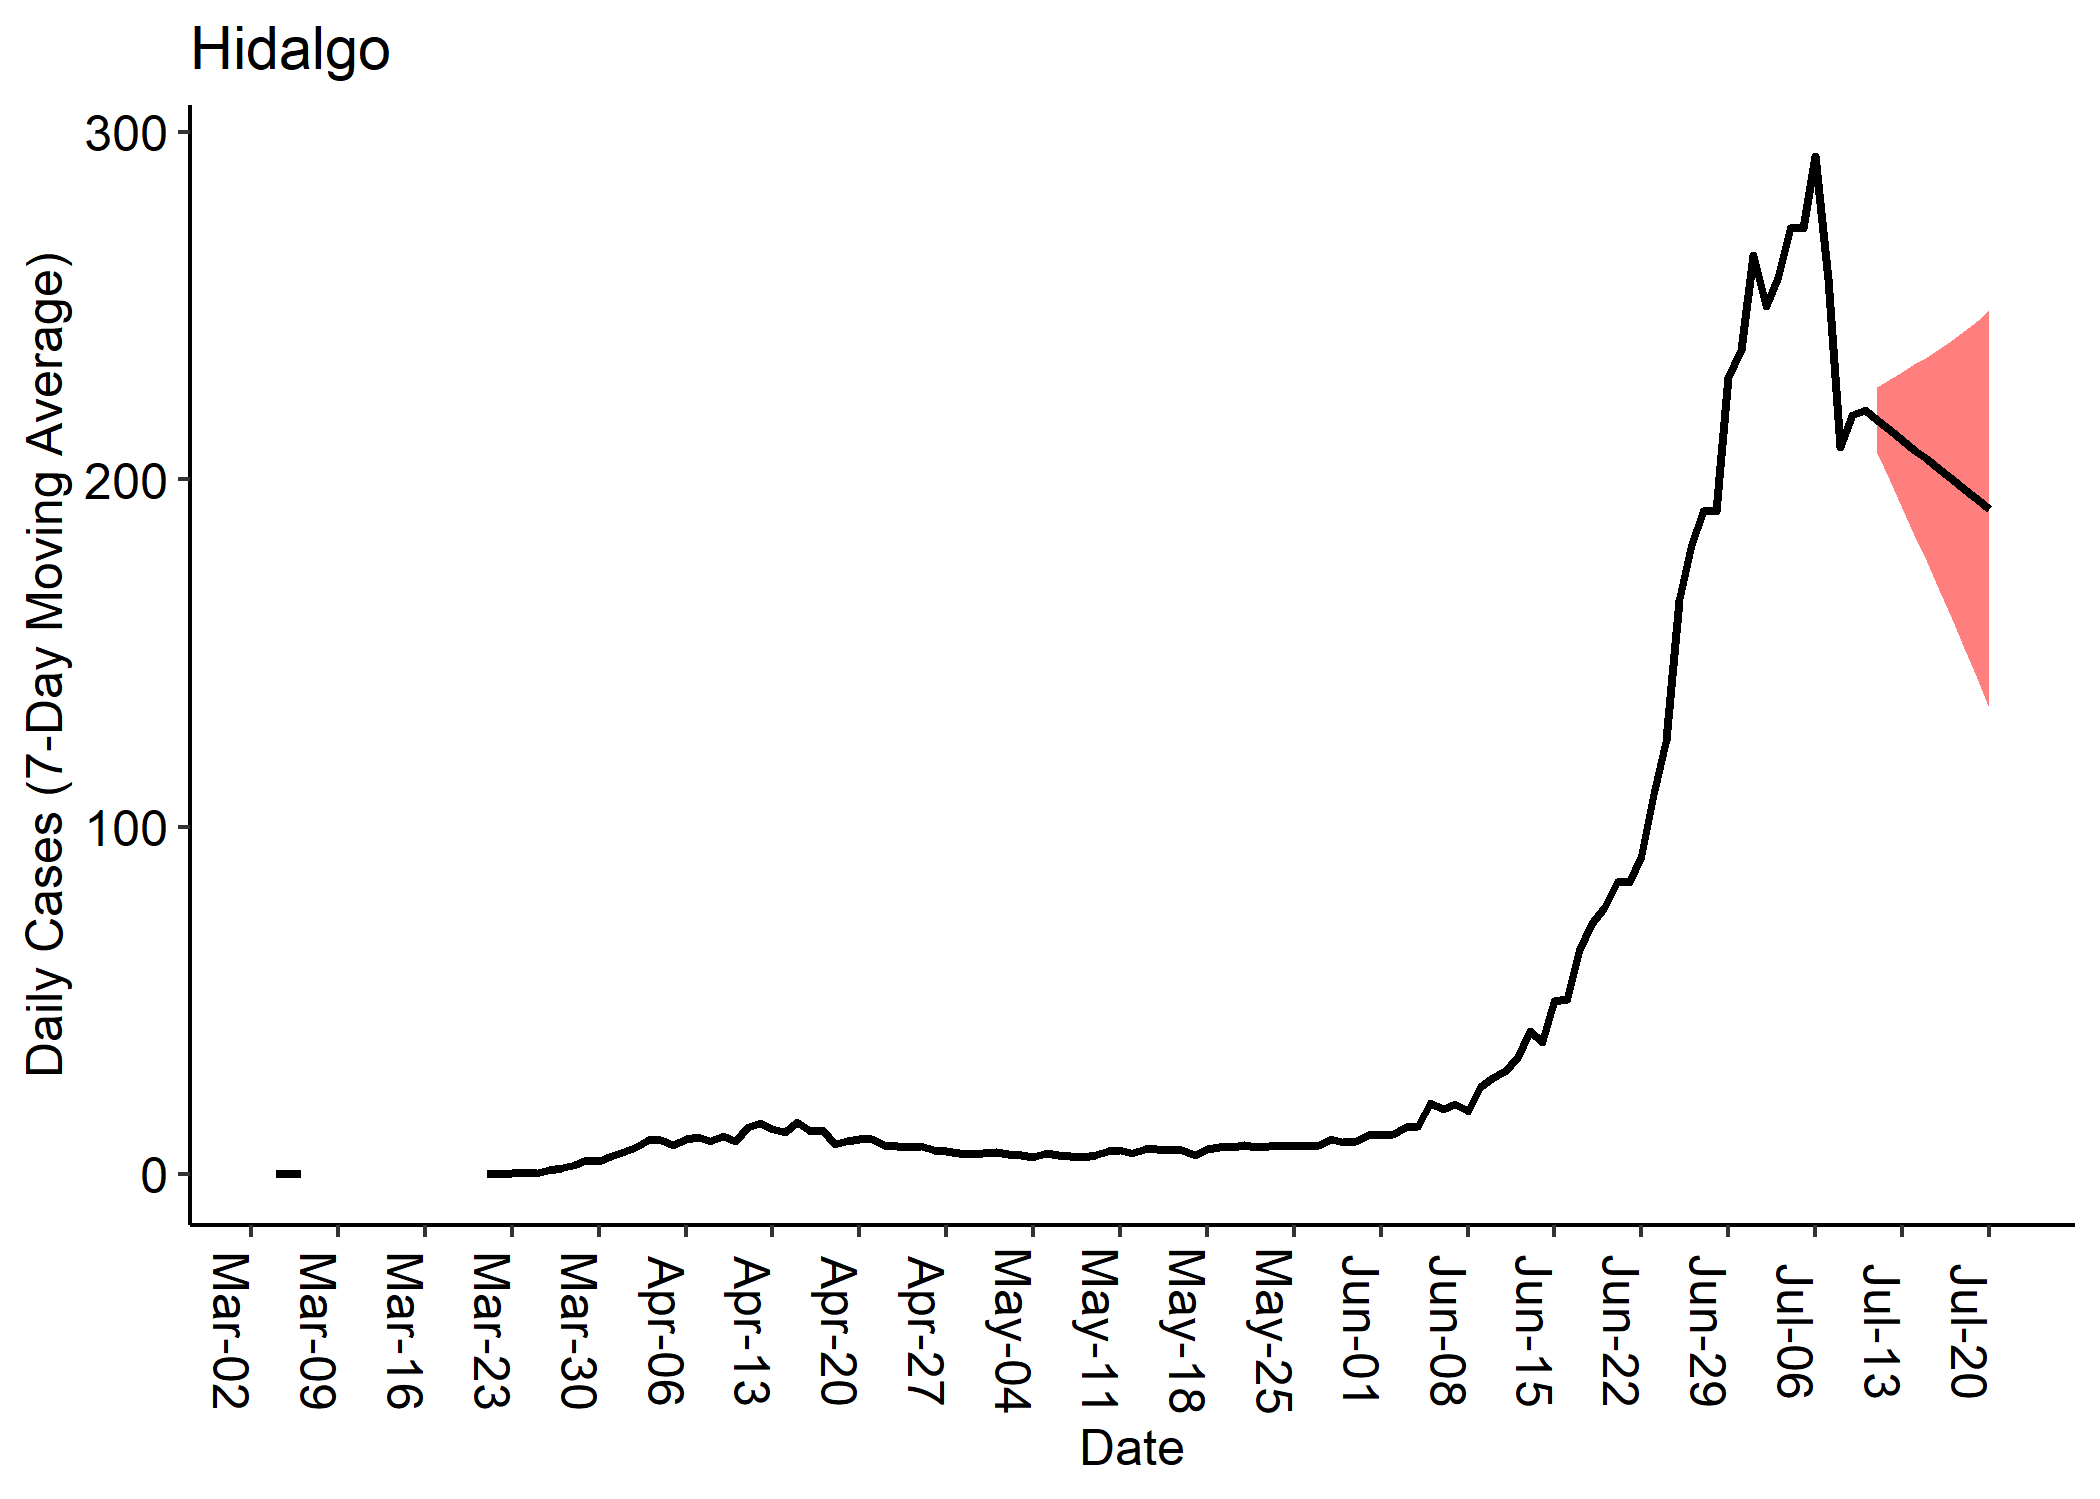 Hidalgo
Daily Cases (7-Day Moving Average)
300
200
100
0
Mar-02
Mar-09
Mar-16
Mar-23
Mar-30
Apr-06
Apr-13
Apr-20
Apr-27
May-04
May-11
May-18
May-25
Jun-01
Jun-08
Jun-15
Jun-22
Jun-29
Jul-06
Jul-13
Jul-20
Date